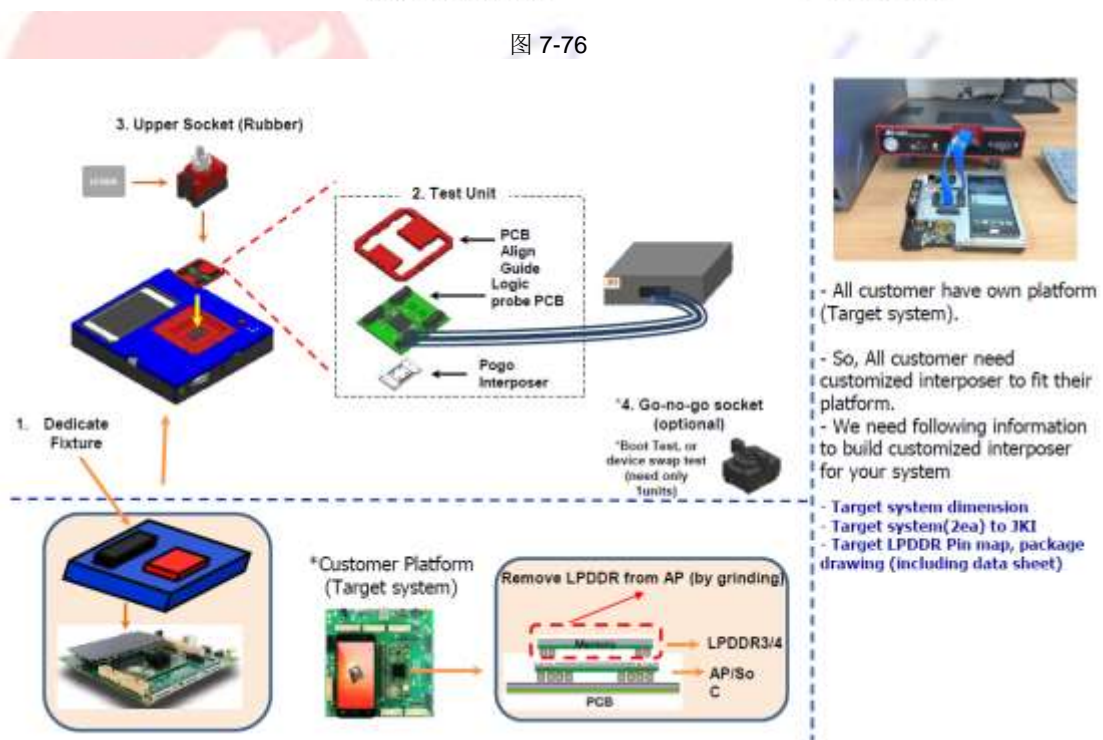 图 7-76
3. Upper Socket (Rubber)
2. Test Unit
PCB
Align
Guide
Logic
probe PCB
Pogo
Interposer
*4. Go-no-go socket
(optional)
*Boot Test, or
device swap test
(need only
1units)
1. Dedicate
Fixture
*Customer Platform
(Target system)
Remove LPDDR from AP (by grinding)
Memory
LPDDR3/4
AP/So
C
PCB
- All customer have own platform
(Target system).
- So, All customer need
customized interposer to fit their
platform.
- We need following information
to build customized interposer
for your system
- Target system dimension
- Target system(2ea) to JKI
- Target LPDDR Pin map, package
drawing (including data sheet)